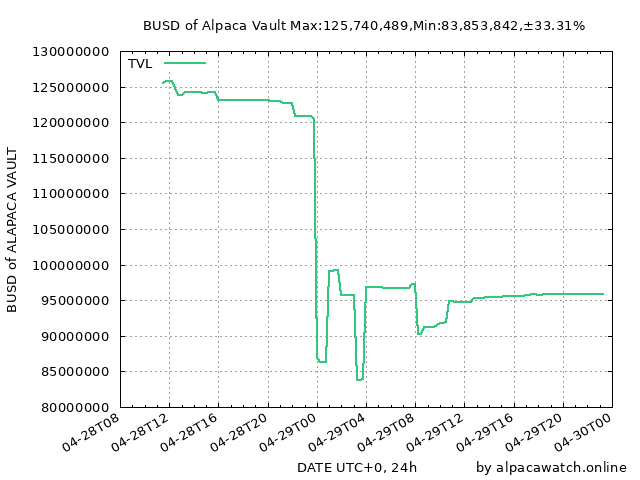 BUSD of Alpaca Vault Max:125,740,489,Min:83,853,842,±33.31%
TVL
BUSD of ALAPACA VAULT
130000000
125000000
120000000
115000000
110000000
105000000
100000000
95000000
90000000
85000000
80000000
04-28T08
04-28T12
04-28T16
04-28T20
04-29T00
04-29T04
04-29T08
04-29T12
04-29T16
04-29T20
04-30T00
DATE UTC+0, 24h
by alpacawatch.online